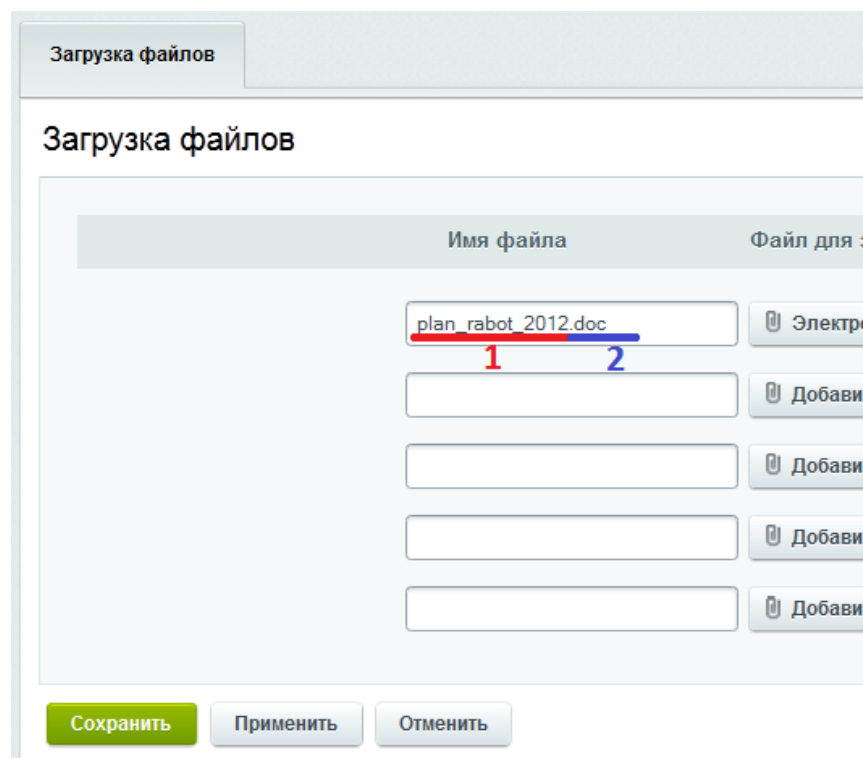 Загрузка файлов
Загрузка файлов
Имя файла Файл для
plan_rabot_2012.doc Электр
1 2
Добави
Добави
Добави
Добави
Сохранить Применить Отменить